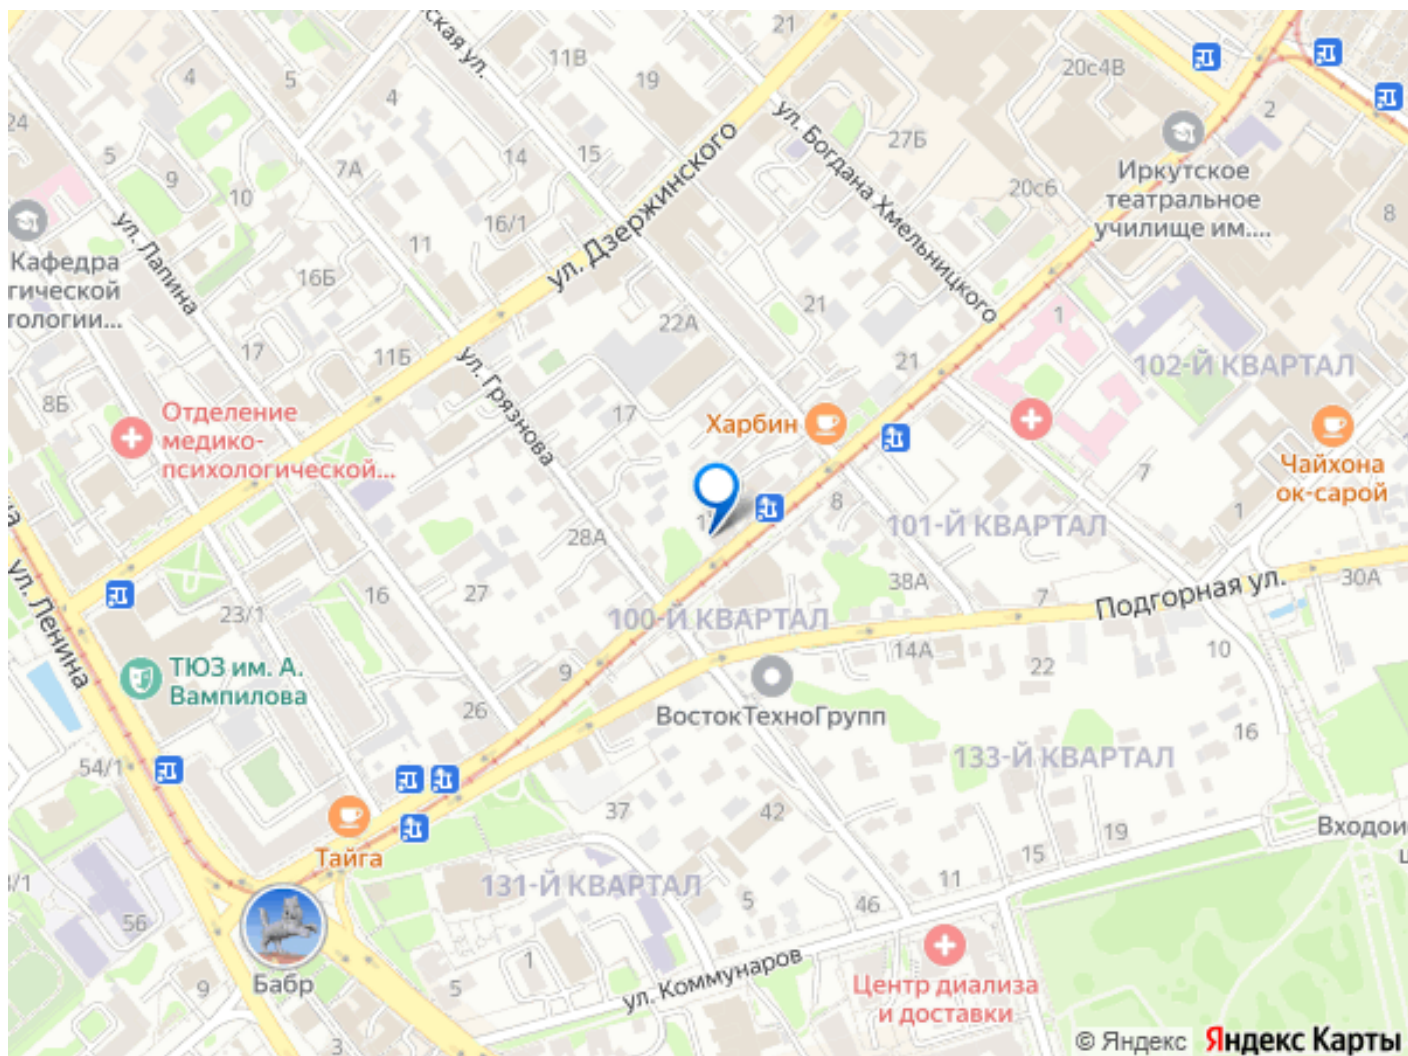 ская ул.
21
11В
19
20с4В
4
5
4
2
24
27Б
ул. Богдана Хмельницкого
14
15
5
7А
9
10
Иркутское
театральное
училище им....
20с6
8
ул. Дзержинского
16/1
11
ул. Лапина
Кафедра
гической
тологии...
16Б
21
1
22А
17
11Б
ул. Грязнова
21
102-Й КВАРТАЛ
8Б
Отделение
медико-
психологической...
17
Харбин
Чайхона
ок-сарой
7
8
1
101-Й КВАРТАЛ
28А
ул. Ленина
16
27
23/1
38А
7
Подгорная ул.
30А
100-Й КВАРТАЛ
14А
22
10
ТЮЗ им. А.
Вампилова
9
ВостокТехноГрупп
26
16
133-Й КВАРТАЛ
54/1
37
42
19
Тайга
15
Входои
ц
131-Й КВАРТАЛ
11
5
46
56
1
ул. Коммунаров
Бабр
9
5
Центр диализа
и доставки
3
© Яндекс Яндекс Карты